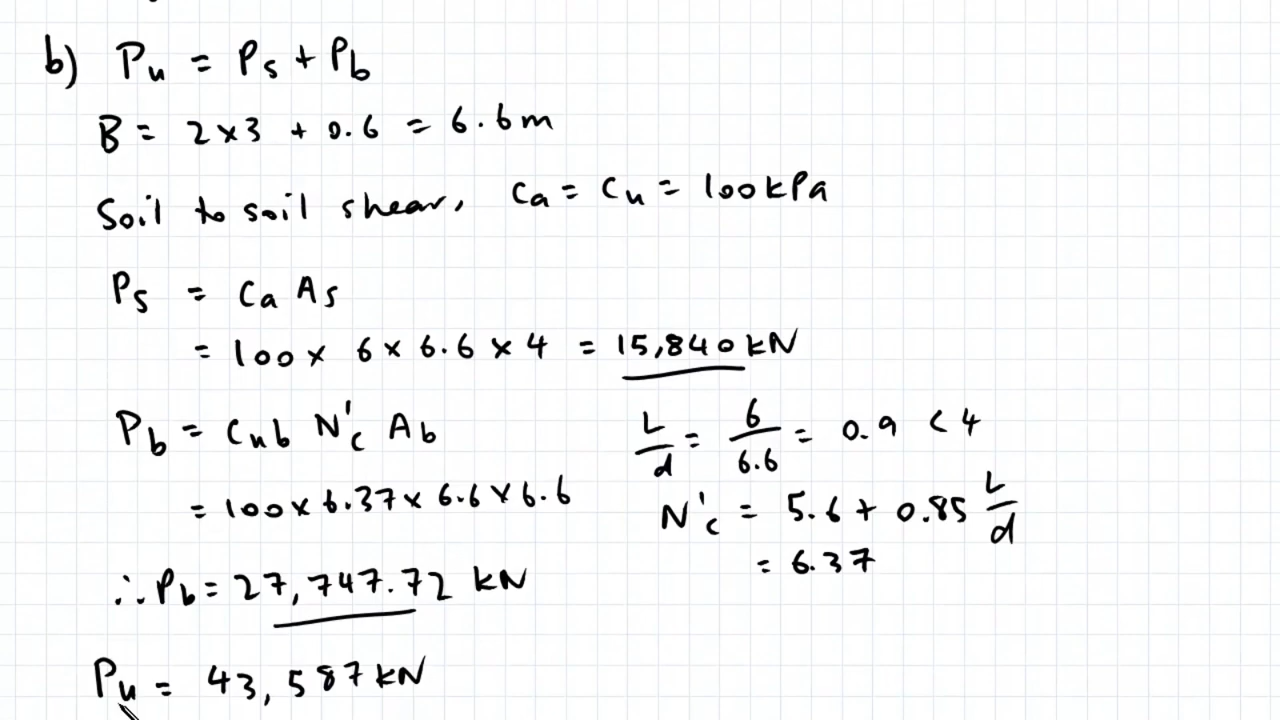 b) Pu = Ps + Pb
B = 2 x 3 + 0.6 = 6.6m
Soil to soil shear, Ca = Cu = 100kPa
Ps = Ca As
= 100 x 6 x 6.6 x 4 = 15,840 kN
Pb = Cub N'c Ab
= 100 x 6.37 x 6.6 x 6.6
∴ Pb = 27,747.72 kN
L/d = 6/6.6 = 0.9 < 4
N'c = 5.6 + 0.85 L/d
= 6.37
Pu = 43,587 kN